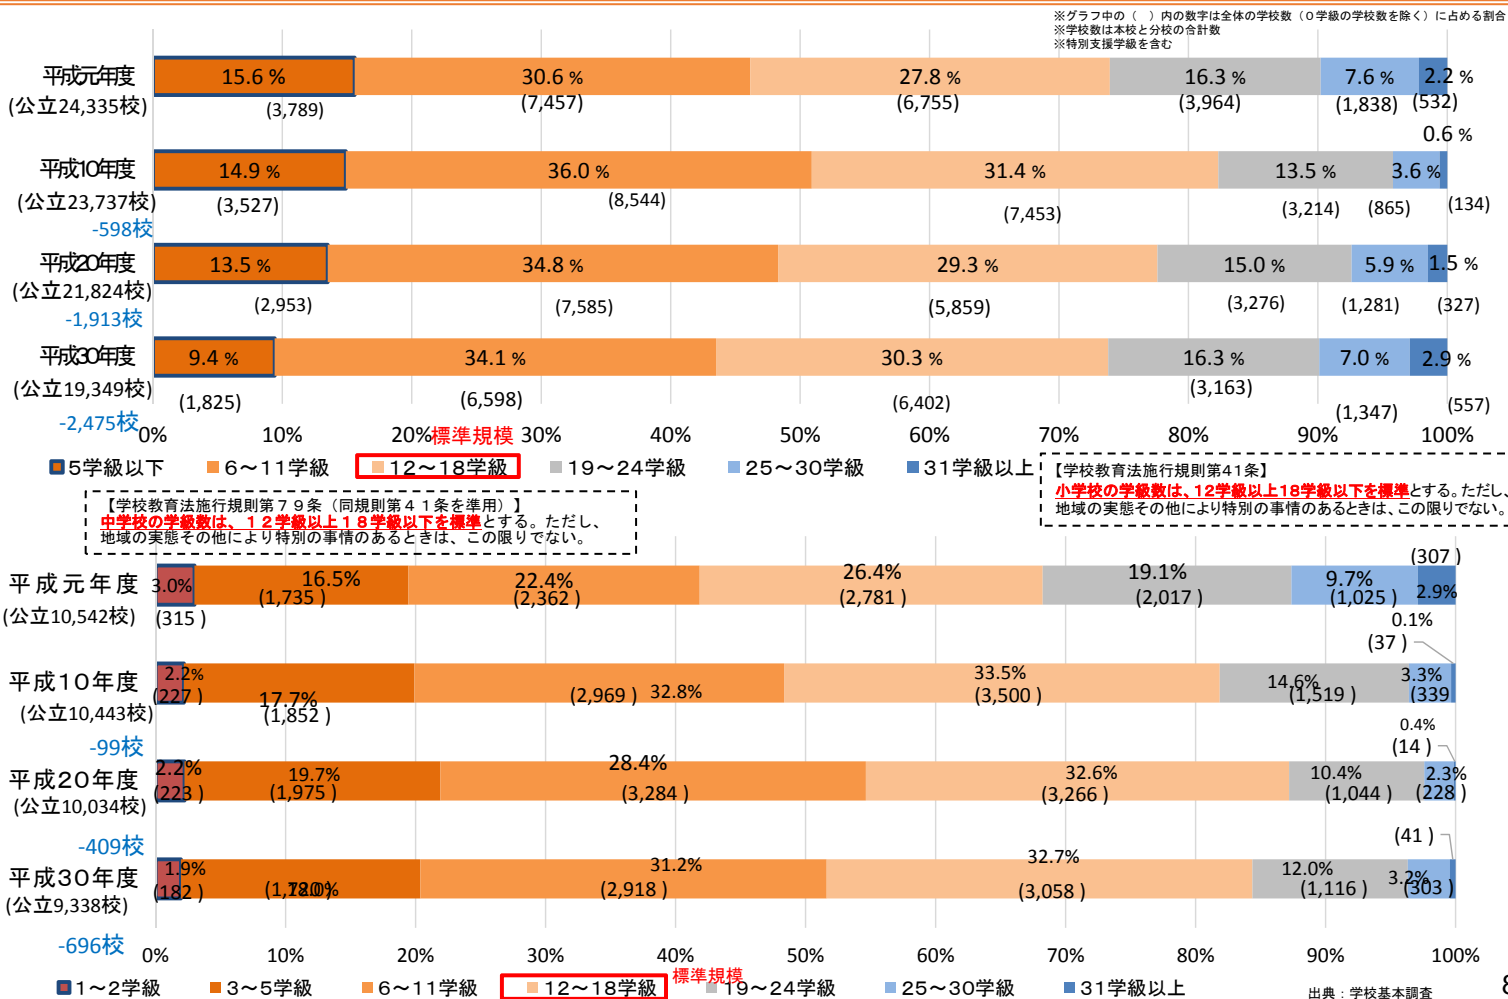 ※グラフ中の（　）内の数字は全体の学校数（０学級の学校数を除く）に占める割合
※学校数は本校と分校の合計数
※特別支援学級を含む
平成元年度
(公立24,335校)
15.6 % 30.6 % 27.8 % 16.3 % 7.6 % 2.2 %
(3,789) (7,457) (6,755) (3,964) (1,838) (532)
0.6 %
平成10年度
14.9 % 36.0 % 31.4 % 13.5 % 3.6 %
(公立23,737校)
(3,527) (8,544) (7,453) (3,214) (865) (134)
-598校
平成20年度
13.5 % 34.8 % 29.3 % 15.0 % 5.9 % 1.5 %
(公立21,824校)
(2,953) (7,585) (5,859) (3,276) (1,281) (327)
-1,913校
平成30年度
9.4 % 34.1 % 30.3 % 16.3 % 7.0 % 2.9 %
(公立19,349校)
(1,825) (6,598) (6,402) (3,163) (1,347) (557)
-2,475校
0% 10% 20% 30% 40% 50% 60% 70% 80% 90% 100%
標準規模
5学級以下 6～11学級 12～18学級 19～24学級 25～30学級 31学級以上
【学校教育法施行規則第41条】
小学校の学級数は、12学級以上18学級以下を標準とする。ただし、
地域の実態その他により特別の事情のあるときは、この限りでない。
【学校教育法施行規則第７９条（同規則第４１条を準用）】
中学校の学級数は、１２学級以上１８学級以下を標準とする。ただし、
地域の実態その他により特別の事情のあるときは、この限りでない。
平成元年度
(公立10,542校)
3.0% 16.5% 22.4% 26.4% 19.1% 9.7% 2.9%
(315 ) (1,735 ) (2,362 ) (2,781 ) (2,017 ) (1,025 ) (307 )
0.1%
(37 )
平成１０年度
(公立10,443校)
2.2% 17.7% 32.8% 33.5% 14.6% 3.3%
(227 ) (1,852 ) (2,969 ) (3,500 ) (1,519 ) (339
-99校
0.4%
(14 )
平成２０年度
(公立10,034校)
2.2% 19.7% 28.4% 32.6% 10.4% 2.3%
(223 ) (1,975 ) (3,284 ) (3,266 ) (1,044 ) (228 )
-409校
(41 )
平成３０年度
(公立9,338校)
1.9% 31.2% 32.7% 12.0% 3.2%
(182 ) (2,918 ) (3,058 ) (1,116 ) (303 )
-696校
0% 10% 20% 30% 40% 50% 60% 70% 80% 90% 100%
標準規模
1～2学級 3～5学級 6～11学級 12～18学級 19～24学級 25～30学級 31学級以上
出典：学校基本調査